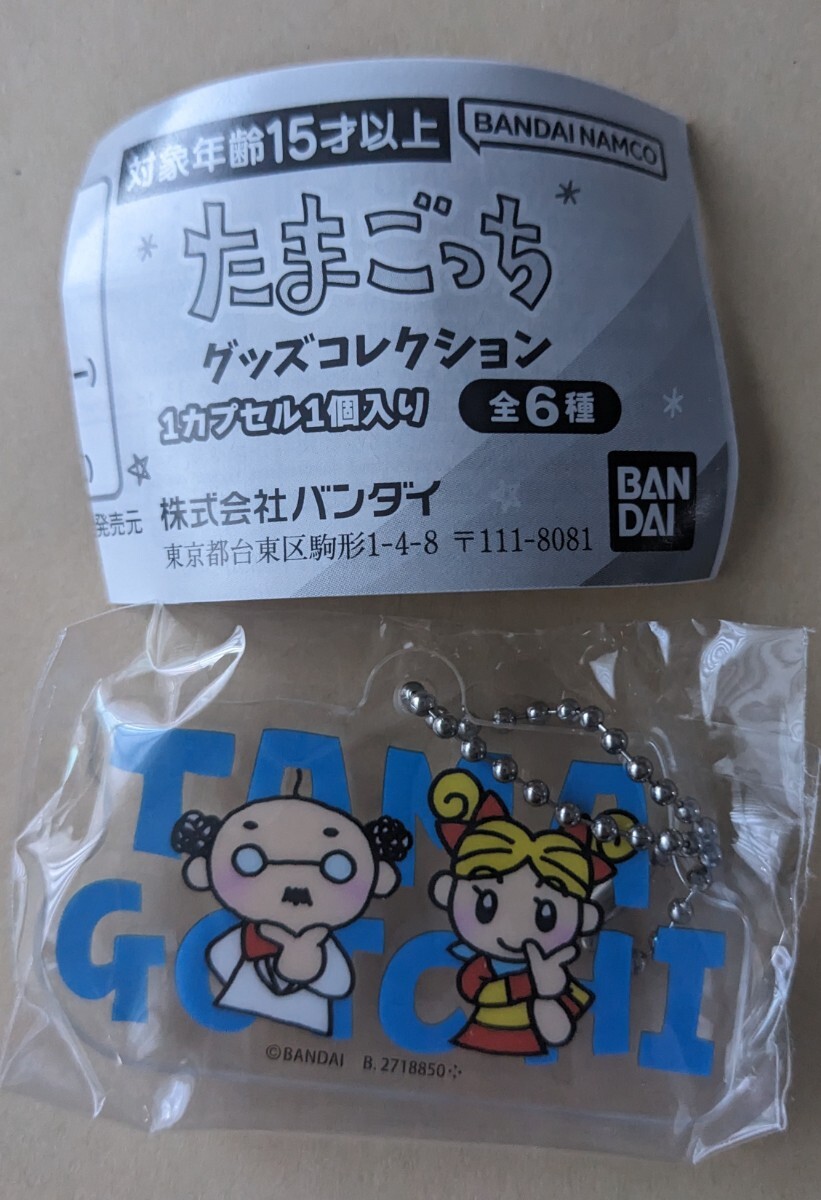 対象年齢15才以上
BANDAI NAMCO
たまごっち
グッズコレクション
1カプセル1個入り 全6種
発売元 株式会社バンダイ
東京都台東区駒形1-4-8 〒111-8081
BAN
DAI
TAMA
GOTCHI
©BANDAI B. 2718850